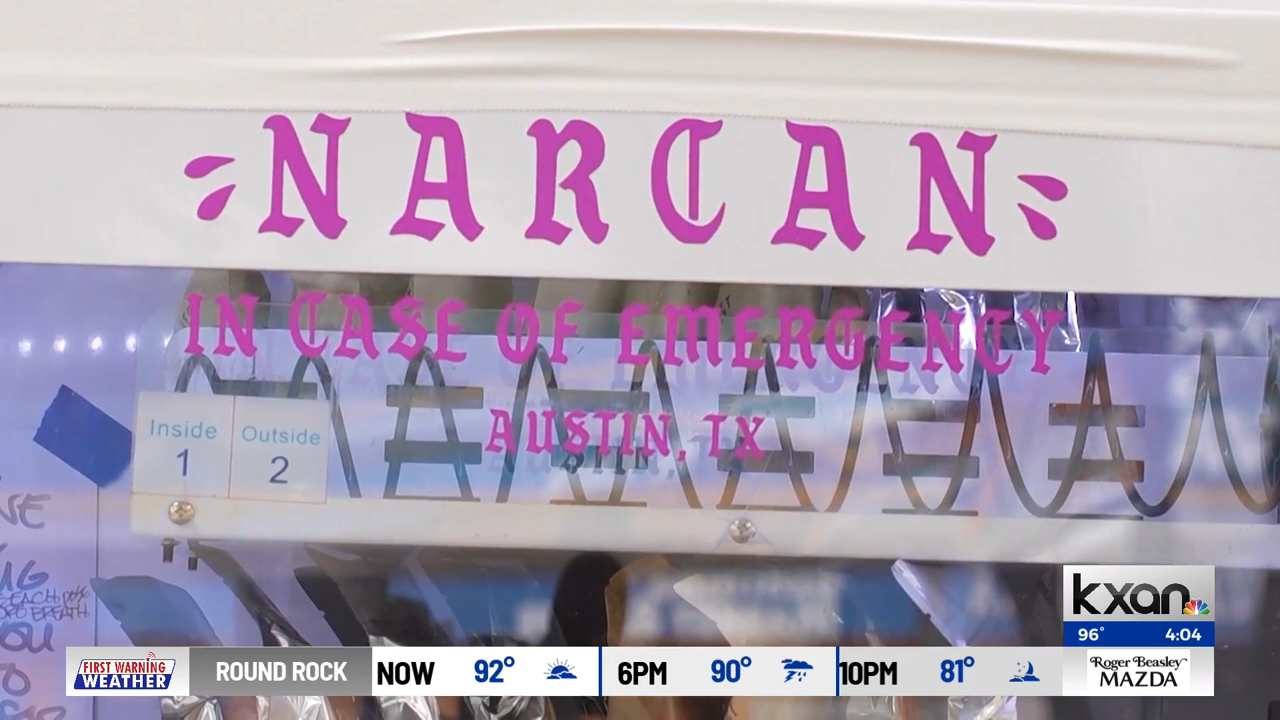 NARCAN
IN CASE OF EMERGENCY
AUSTIN, TX
Inside Outside
1 2
kxan
96° 4:04
FIRST WARNING
WEATHER
ROUND ROCK NOW 92° 6PM 90° 10PM 81°
Roger Beasley
MAZDA